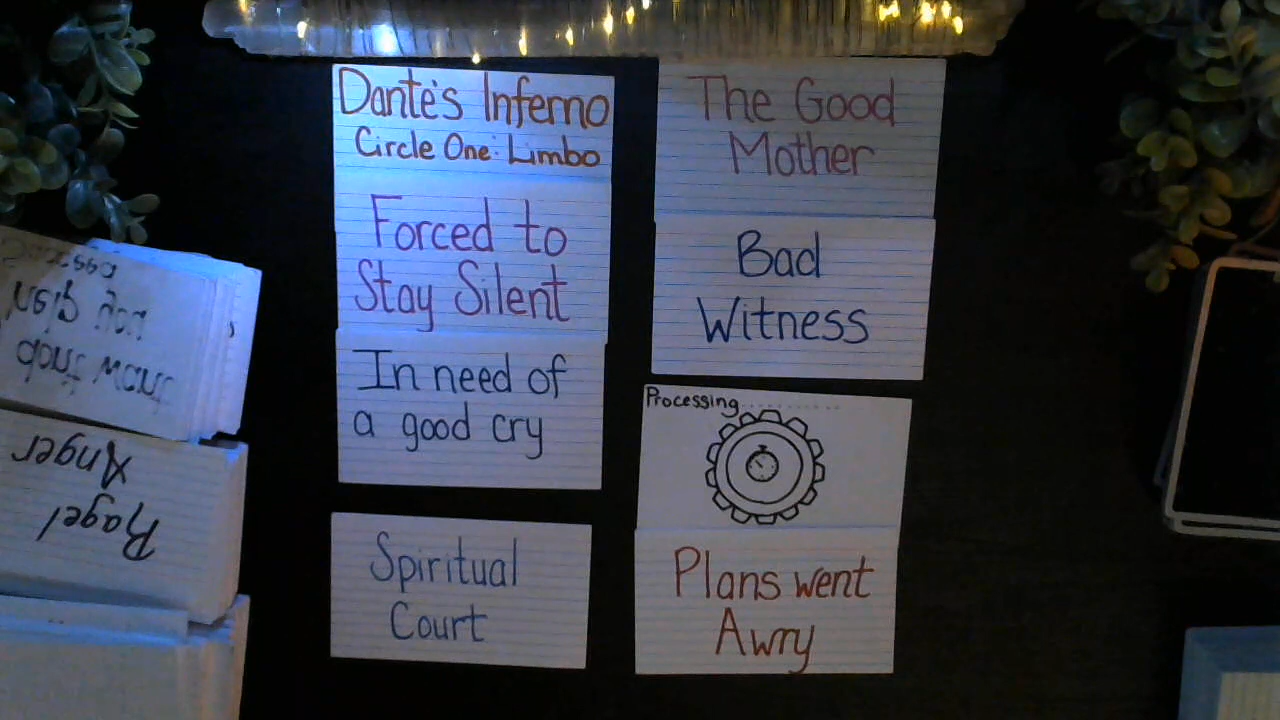 Dante's Inferno
Circle One: Limbo
Forced to
Stay Silent
In need of
a good cry
Spiritual
Court
The Good
Mother
Bad
Witness
Processing........
Plans went
Awry
Rage/
Anger